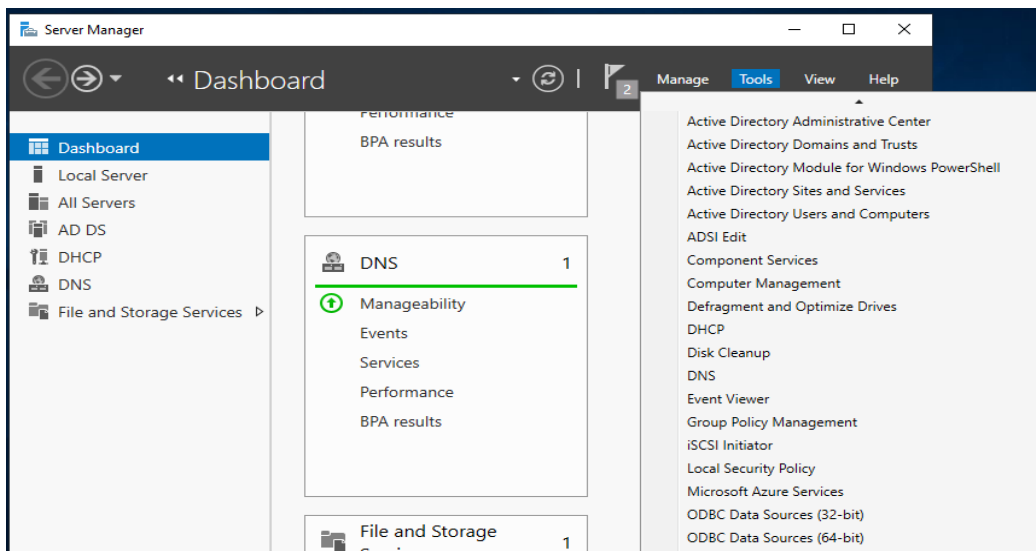 Server Manager
Dashboard
2
Manage Tools View Help
Dashboard
Local Server
All Servers
AD DS
DHCP
DNS
File and Storage Services
Performance
BPA results
DNS 1
Manageability
Events
Services
Performance
BPA results
File and Storage
1
Active Directory Administrative Center
Active Directory Domains and Trusts
Active Directory Module for Windows PowerShell
Active Directory Sites and Services
Active Directory Users and Computers
ADSI Edit
Component Services
Computer Management
Defragment and Optimize Drives
DHCP
Disk Cleanup
DNS
Event Viewer
Group Policy Management
iSCSI Initiator
Local Security Policy
Microsoft Azure Services
ODBC Data Sources (32-bit)
ODBC Data Sources (64-bit)